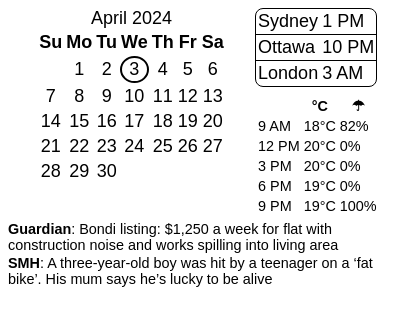 April 2024
Su Mo Tu We Th Fr Sa
1 2 3 4 5 6
7 8 9 10 11 12 13
14 15 16 17 18 19 20
21 22 23 24 25 26 27
28 29 30
Sydney 1 PM
Ottawa 10 PM
London 3 AM
°C ☂
9 AM 18°C 82%
12 PM 20°C 0%
3 PM 20°C 0%
6 PM 19°C 0%
9 PM 19°C 100%
Guardian: Bondi listing: $1,250 a week for flat with
construction noise and works spilling into living area
SMH: A three-year-old boy was hit by a teenager on a ‘fat
bike’. His mum says he’s lucky to be alive